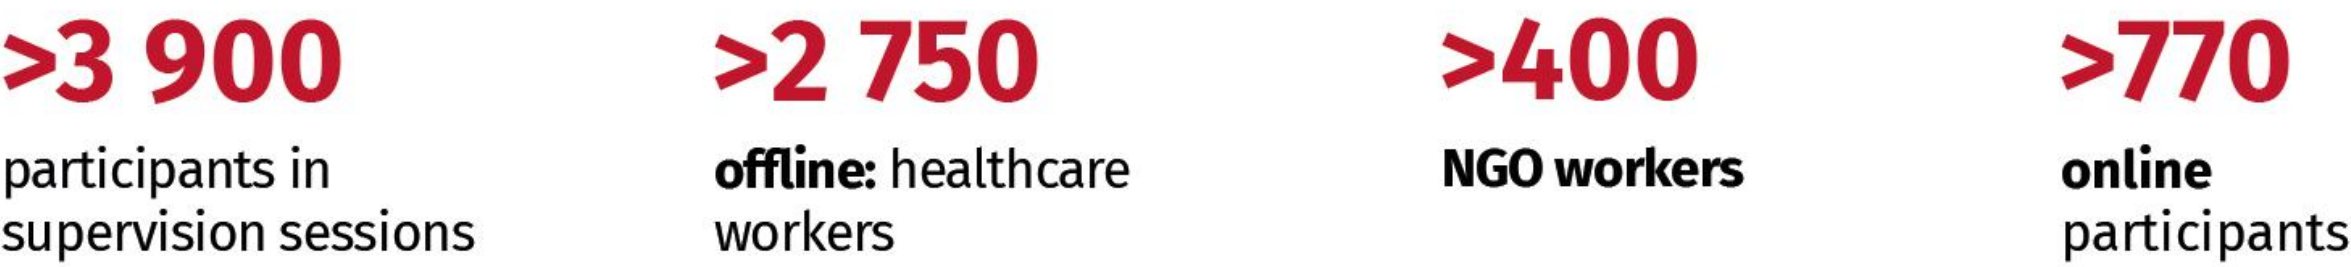 >3 900
participants in
supervision sessions
>2 750
offline: healthcare
workers
>400
NGO workers
>770
online
participants